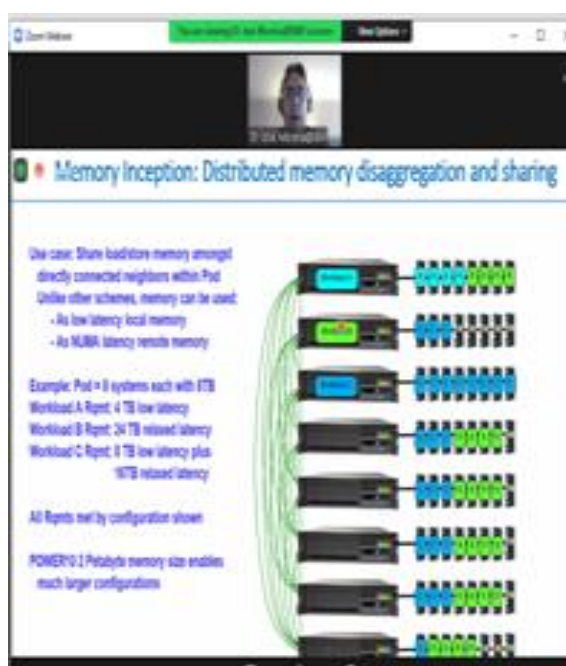 Zoom Webinar
View Options
Memory Inception: Distributed memory disaggregation and sharing
Use case: Share load/store memory amongst
directly connected neighbors within Pod
Unlike other schemes, memory can be used:
- As low latency local memory
- As NUMA latency remote memory
Example: Pod = 8 systems each with 8TB
Workload A Rqmt: 4 TB low latency
Workload B Rqmt: 24 TB relaxed latency
Workload C Rqmt: 8 TB low latency plus
16TB relaxed latency
All Rqmts met by configuration shown
POWER10 2 Petabyte memory size enables
much larger configurations